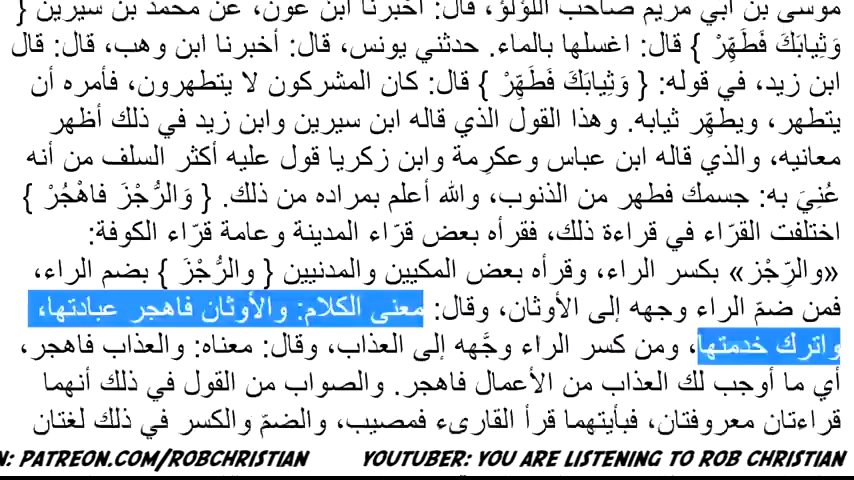 موسى بن أبي مريم صاحب اللؤلؤ، قال: أخبرنا ابن عون، عن محمد بن سيرين {
وَثِيابَكَ فَطَهِّرْ } قال: اغسلها بالماء. حدثني يونس، قال: أخبرنا ابن وهب، قال: قال
ابن زيد، في قوله: { وَثِيابَكَ فَطَهِّرْ } قال: كان المشركون لا يتطهرون، فأمره أن
يتطهر، ويطهِّر ثيابه. وهذا القول الذي قاله ابن سيرين وابن زيد في ذلك أظهر
معانيه، والذي قاله ابن عباس وعكرِمة وابن زكريا قول عليه أكثر السلف من أنه
عُنِيَ به: جسمك فطهر من الذنوب، والله أعلم بمراده من ذلك. { وَالرُّجْزَ فاهْجُرْ }
اختلفت القرّاء في قراءة ذلك، فقرأه بعض قرّاء المدينة وعامة قرّاء الكوفة:
«والرِّجْز» بكسر الراء، وقرأه بعض المكيين والمدنيين { والرُّجْزَ } بضم الراء،
فمن ضمّ الراء وجهه إلى الأوثان، وقال: معنى الكلام: والأوثان فاهجر عبادتها،
واترك خدمتها، ومن كسر الراء وجَّهه إلى العذاب، وقال: معناه: والعذاب فاهجر،
أي ما أوجب لك العذاب من الأعمال فاهجر. والصواب من القول في ذلك أنهما
قراءتان معروفتان، فبأيتهما قرأ القارىء فمصيب، والضمّ والكسر في ذلك لغتان
N: PATREON.COM/ROBCHRISTIAN YOUTUBER: YOU ARE LISTENING TO ROB CHRISTIAN